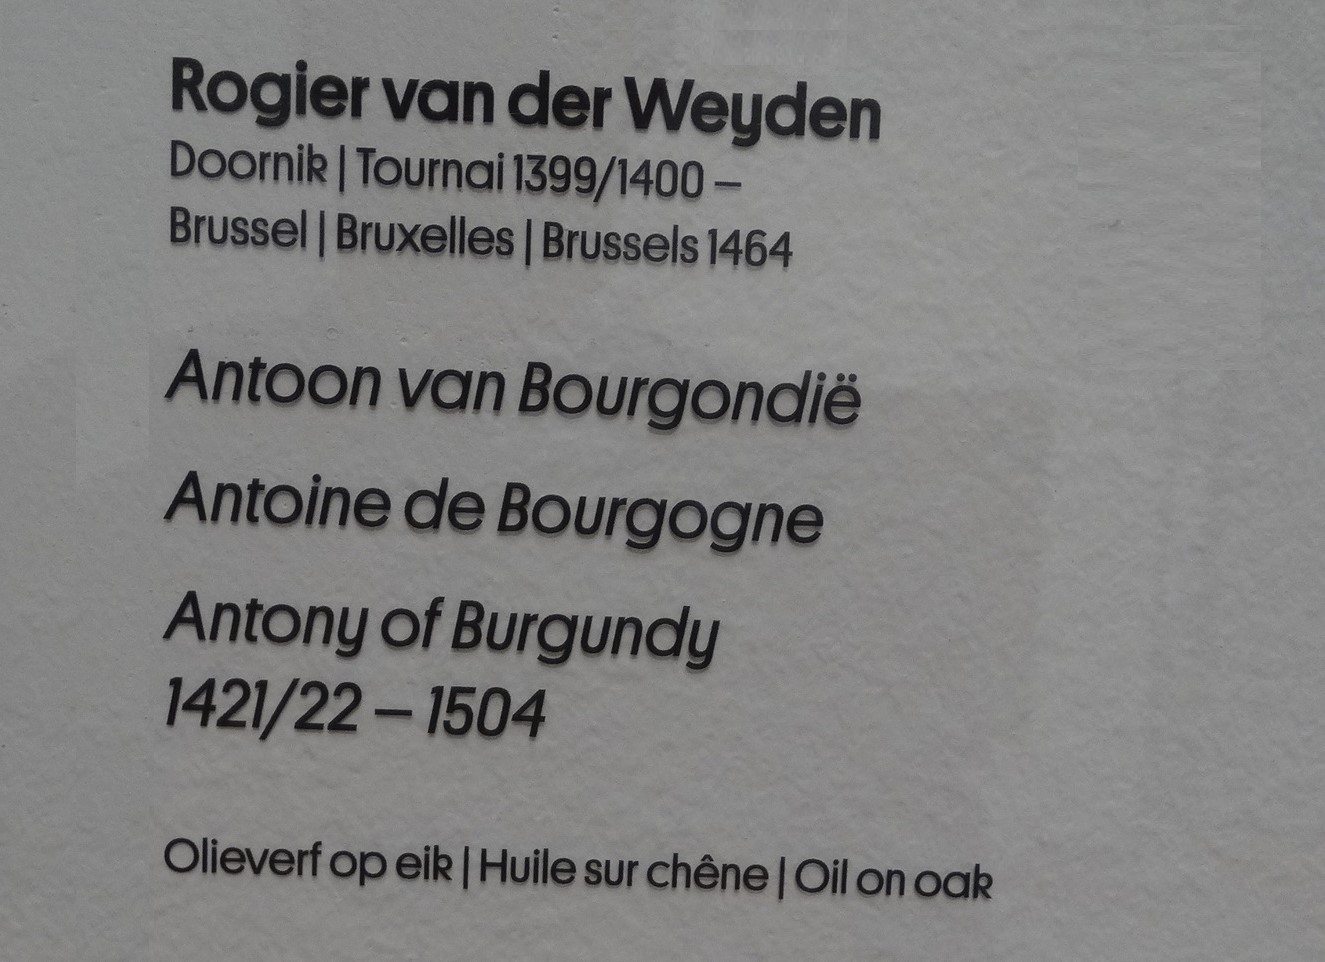 Rogier van der Weyden
Doornik | Tournai 1399/1400 –
Brussel | Bruxelles | Brussels 1464
Antoon van Bourgondië
Antoine de Bourgogne
Antony of Burgundy
1421/22 – 1504
Olieverf op eik | Huile sur chêne | Oil on oak